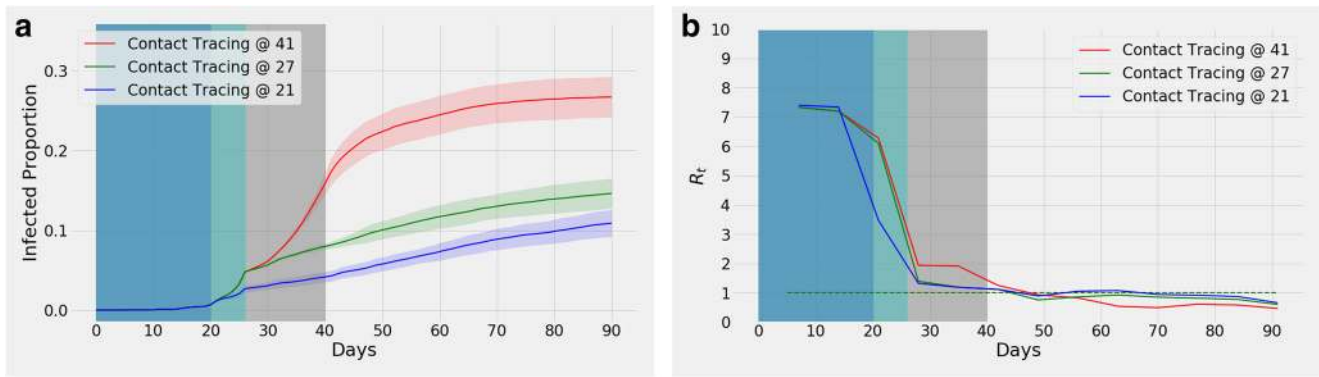 a
Contact Tracing @ 41
Contact Tracing @ 27
Contact Tracing @ 21
Infected Proportion
0.3
0.2
0.1
0.0
0 10 20 30 40 50 60 70 80 90
Days
b
Contact Tracing @ 41
Contact Tracing @ 27
Contact Tracing @ 21
Rt
10
9
8
7
6
5
4
3
2
1
0
0 10 20 30 40 50 60 70 80 90
Days